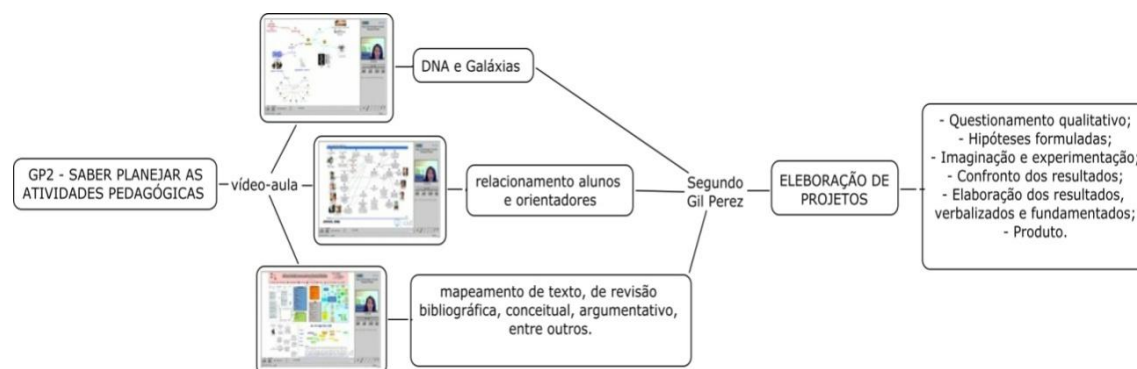 GP2 - SABER PLANEJAR AS
ATIVIDADES PEDAGÓGICAS
vídeo-aula
DNA e Galáxias
relacionamento alunos
e orientadores
mapeamento de texto, de revisão
bibliográfica, conceitual, argumentativo,
entre outros.
Segundo
Gil Perez
ELEBORAÇÃO DE
PROJETOS
- Questionamento qualitativo;
- Hipóteses formuladas;
- Imaginação e experimentação;
- Confronto dos resultados;
- Elaboração dos resultados,
verbalizados e fundamentados;
- Produto.